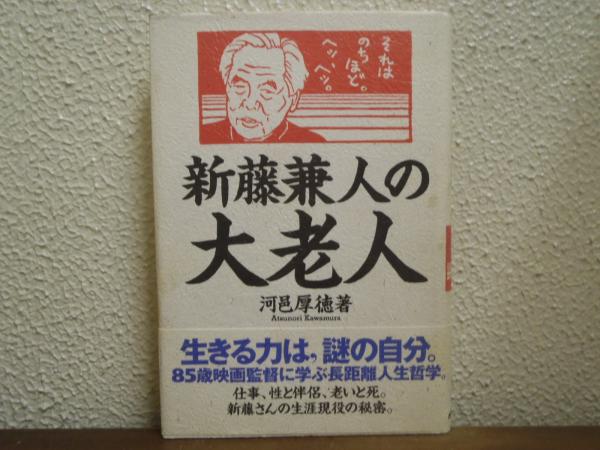 それは
のちほど。
ヘッ、ヘッ。
新藤兼人の
大老人
河邑厚徳著
Atsunori Kawamura
生きる力は、謎の自分。
85歳映画監督に学ぶ長距離人生哲学。
仕事、性と伴侶、老いと死。
新藤さんの生涯現役の秘密。